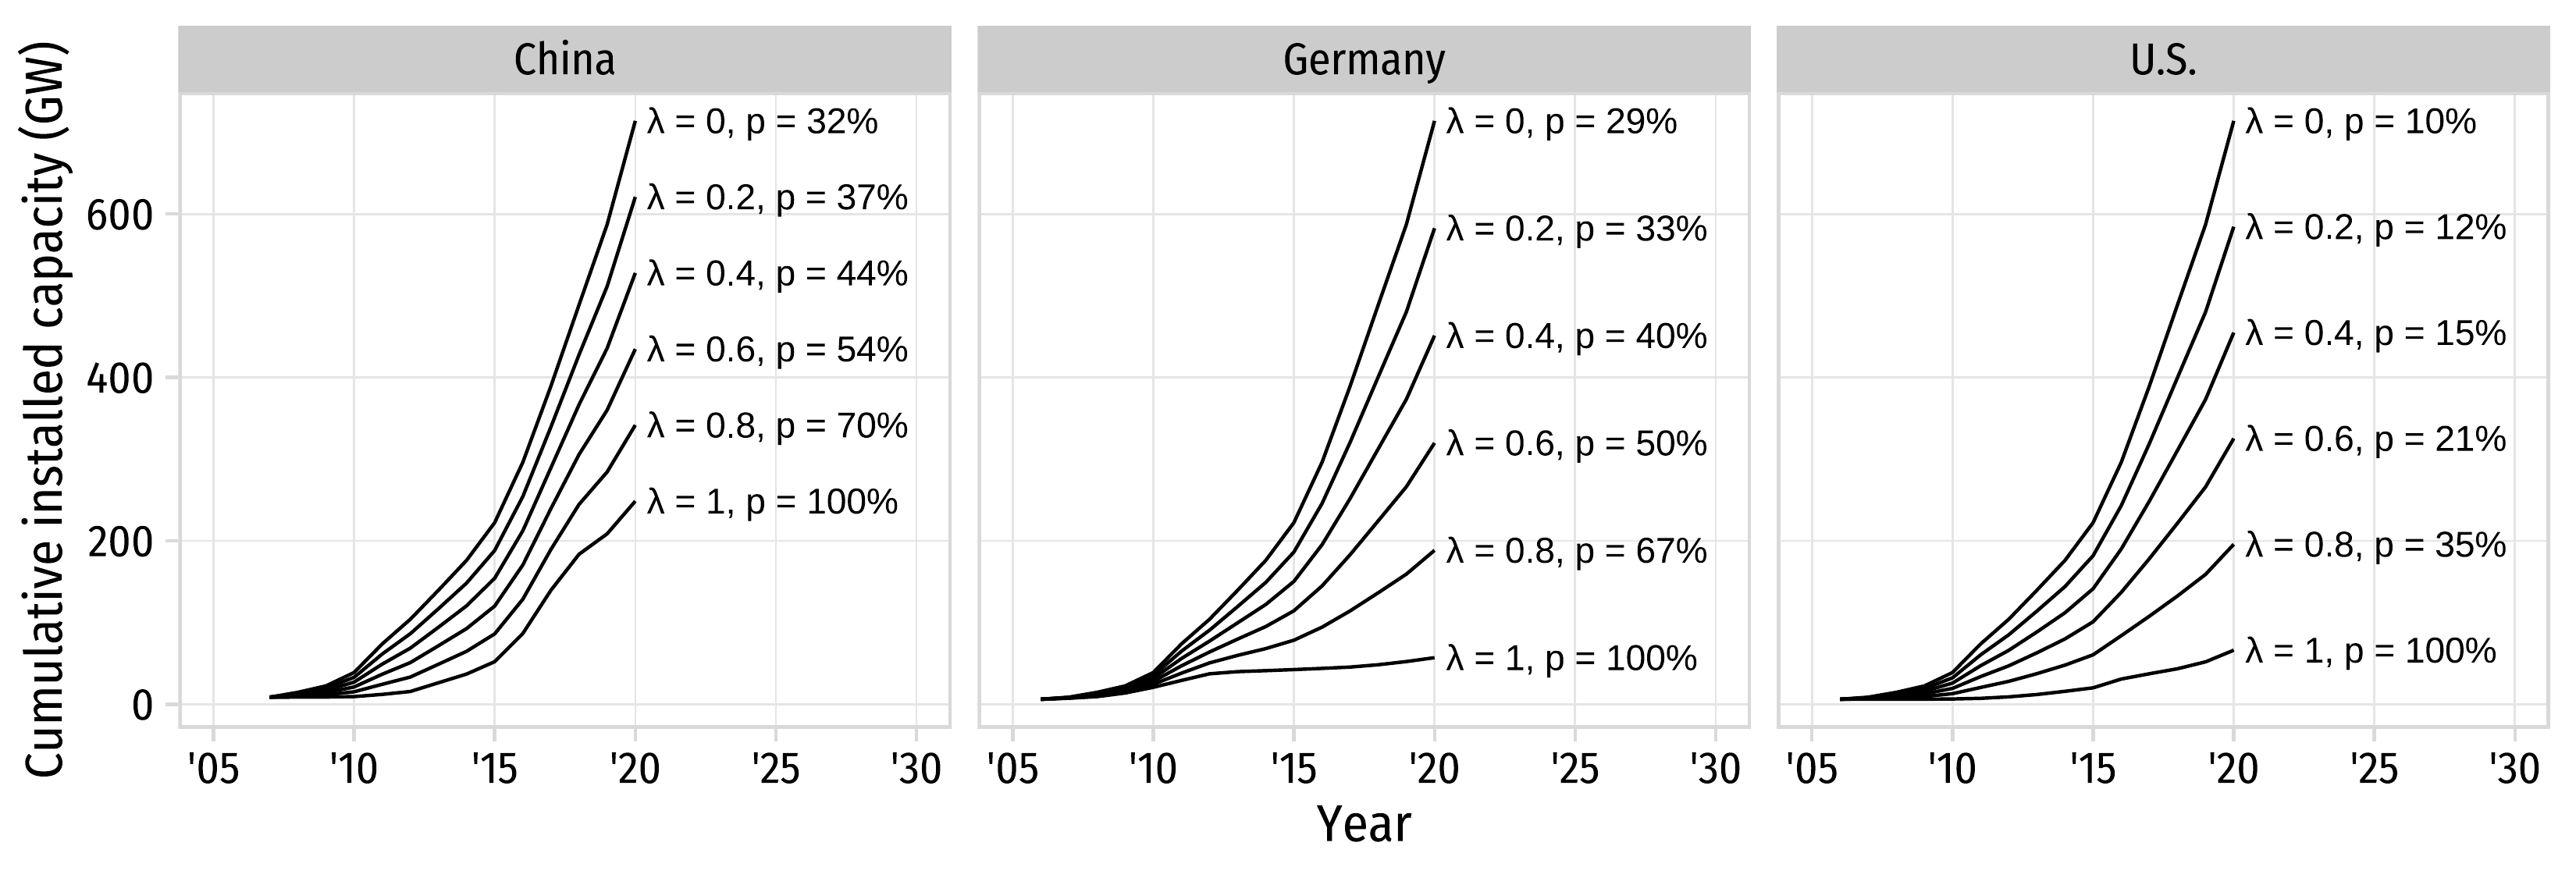 China
Germany
U.S.
Cumulative installed capacity (GW)
600
400
200
0
λ = 0, p = 32%
λ = 0.2, p = 37%
λ = 0.4, p = 44%
λ = 0.6, p = 54%
λ = 0.8, p = 70%
λ = 1, p = 100%
λ = 0, p = 29%
λ = 0.2, p = 33%
λ = 0.4, p = 40%
λ = 0.6, p = 50%
λ = 0.8, p = 67%
λ = 1, p = 100%
λ = 0, p = 10%
λ = 0.2, p = 12%
λ = 0.4, p = 15%
λ = 0.6, p = 21%
λ = 0.8, p = 35%
λ = 1, p = 100%
'05 '10 '15 '20 '25 '30
'05 '10 '15 '20 '25 '30
'05 '10 '15 '20 '25 '30
Year